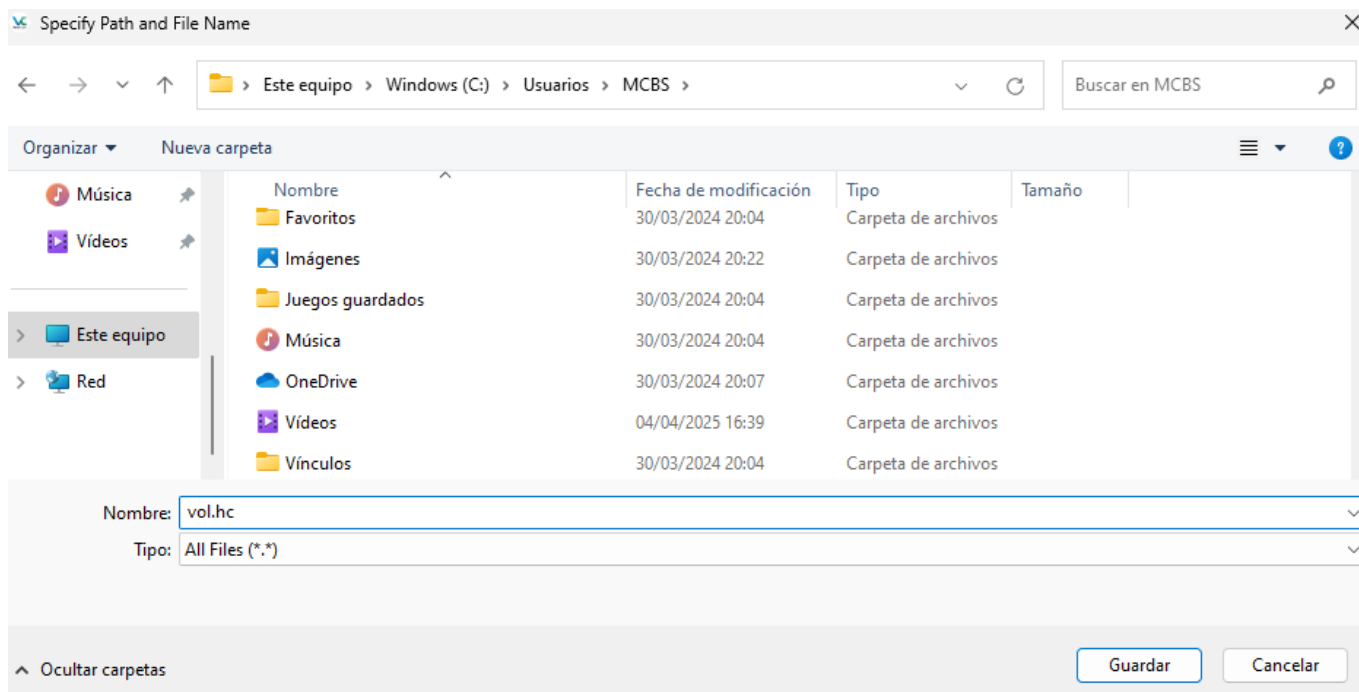 Specify Path and File Name
Este equipo > Windows (C:) > Usuarios > MCBS > Buscar en MCBS
Organizar Nueva carpeta
Nombre Fecha de modificación Tipo Tamaño
Música
Vídeos
Este equipo
Red
Favoritos 30/03/2024 20:04 Carpeta de archivos
Imágenes 30/03/2024 20:22 Carpeta de archivos
Juegos guardados 30/03/2024 20:04 Carpeta de archivos
Música 30/03/2024 20:04 Carpeta de archivos
OneDrive 30/03/2024 20:07 Carpeta de archivos
Vídeos 04/04/2025 16:39 Carpeta de archivos
Vínculos 30/03/2024 20:04 Carpeta de archivos
Nombre: vol.hc
Tipo: All Files (*.*)
Ocultar carpetas Guardar Cancelar